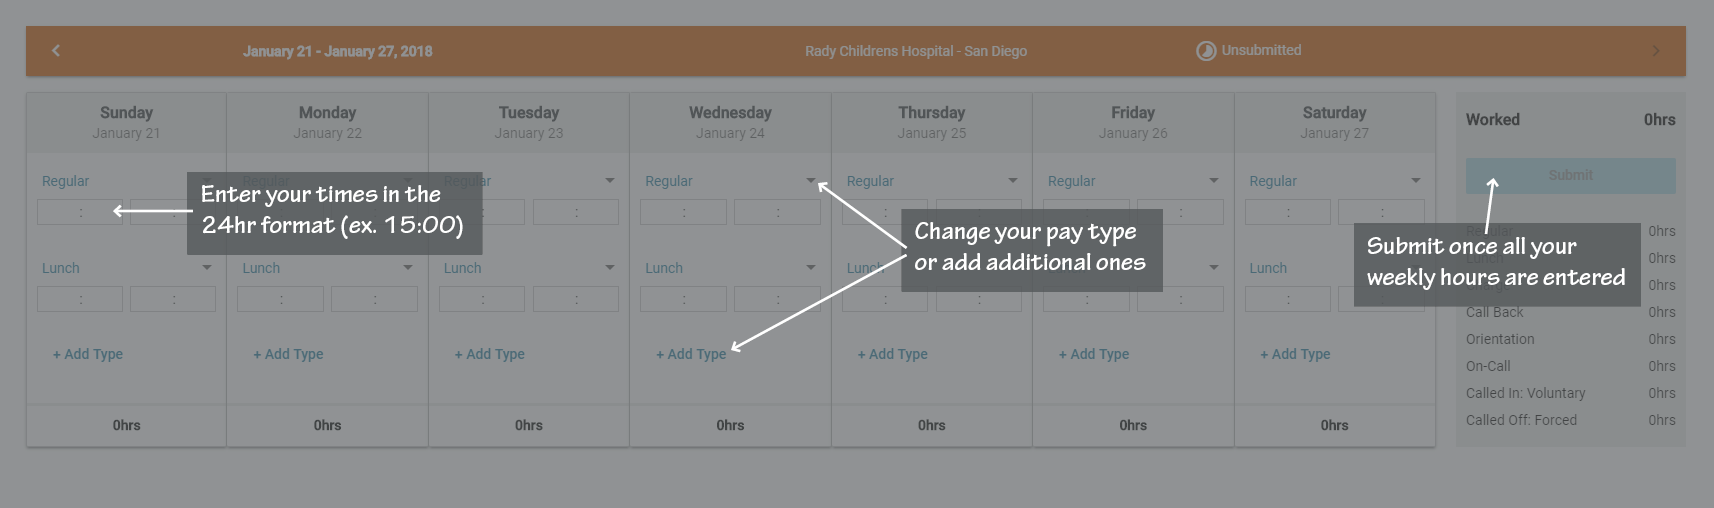 January 21 - January 27, 2018 Rady Childrens Hospital - San Diego Unsubmitted
Sunday Monday Tuesday Wednesday Thursday Friday Saturday
January 21 January 22 January 23 January 24 January 25 January 26 January 27
Worked 0hrs
Submit
Regular Regular Regular Regular Regular Regular Regular
: : : : : : : : : : :
Enter your times in the
24hr format (ex. 15:00)
Change your pay type
or add additional ones
Submit once all your
weekly hours are entered
Lunch Lunch Lunch Lunch Lunch Lunch
: : : : : : : : : : : : : :
+ Add Type + Add Type + Add Type + Add Type + Add Type + Add Type + Add Type
0hrs 0hrs 0hrs 0hrs 0hrs 0hrs 0hrs
Regular 0hrs
Lunch 0hrs
0hrs
Call Back 0hrs
Orientation 0hrs
On-Call 0hrs
Called In: Voluntary 0hrs
Called Off: Forced 0hrs